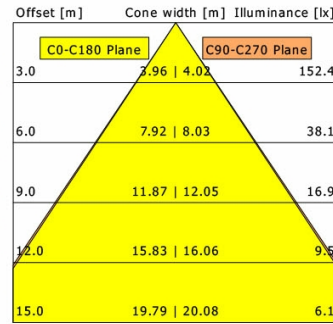 Offset [m] Cone width [m] Illuminance [lx]
C0-C180 Plane C90-C270 Plane
3.0 3.96 | 4.02 152.4
6.0 7.92 | 8.03 38.1
9.0 11.87 | 12.05 16.9
12.0 15.83 | 16.06 9.5
15.0 19.79 | 20.08 6.1